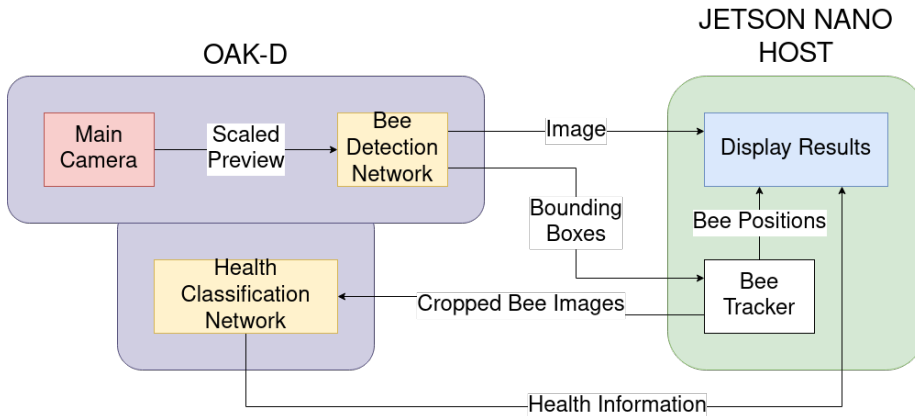 OAK-D
JETSON NANO
HOST
Main
Camera
Scaled
Preview
Bee
Detection
Network
Image
Display Results
Bounding
Boxes
Bee Positions
Health
Classification
Network
Cropped Bee Images
Bee
Tracker
Health Information